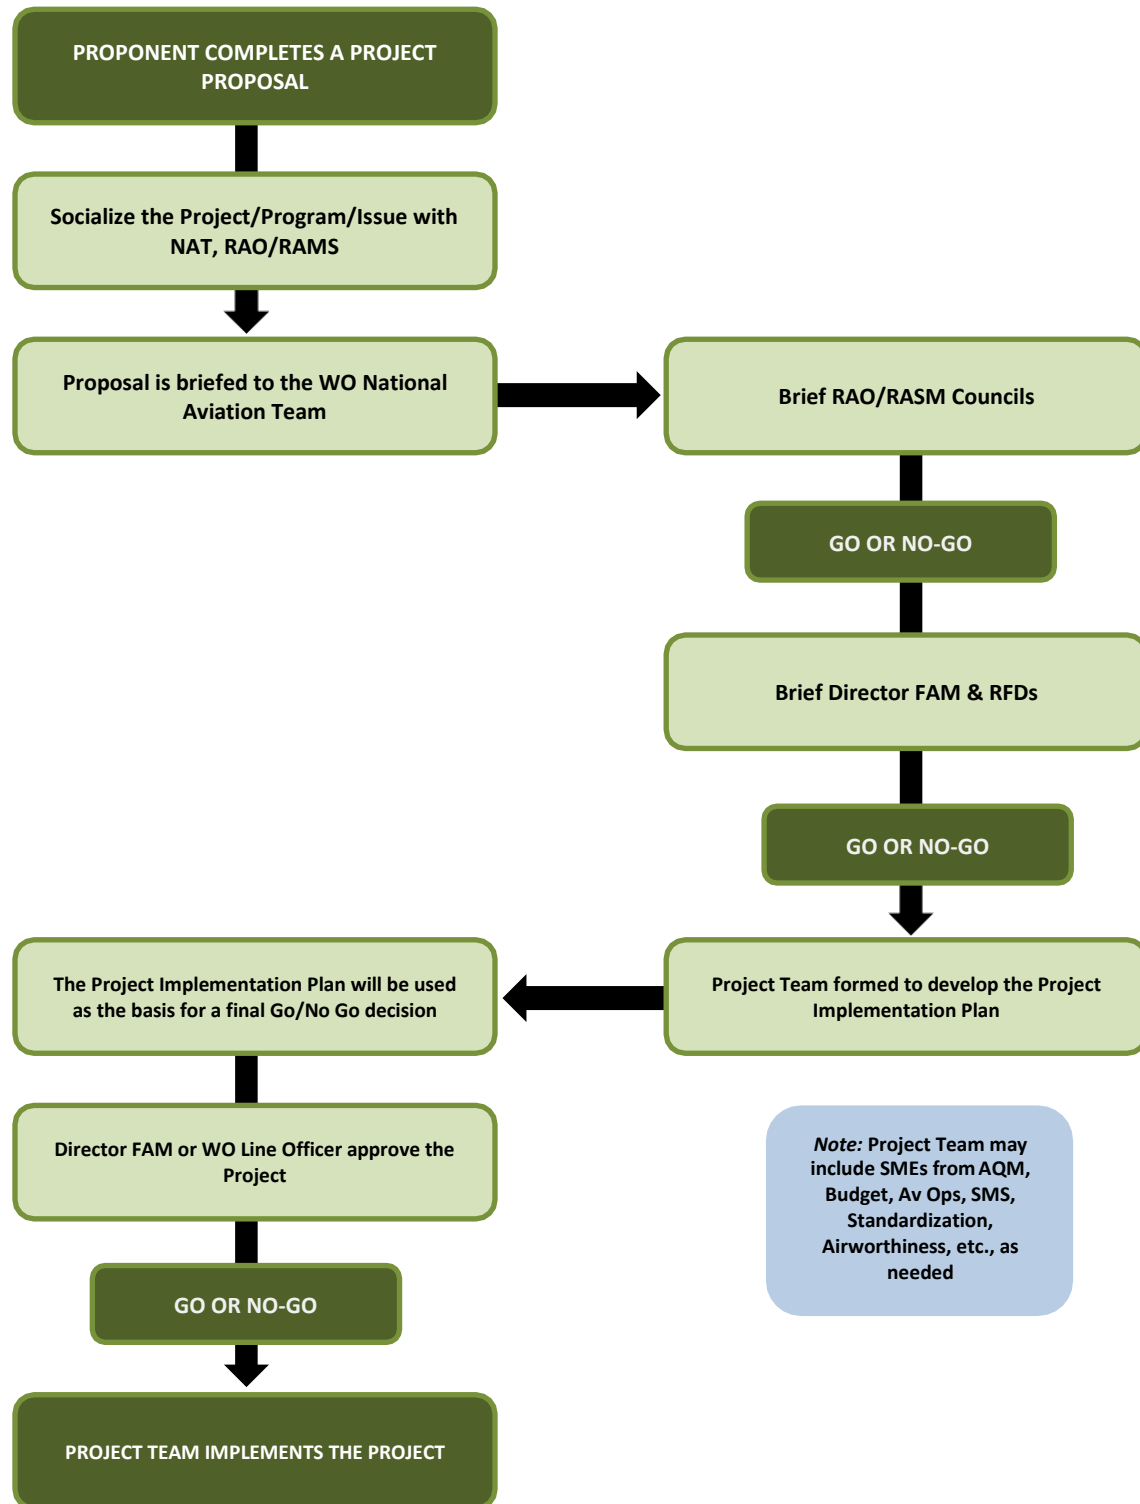 PROPONENT COMPLETES A PROJECT
PROPOSAL
Socialize the Project/Program/Issue with
NAT, RAO/RAMS
Proposal is briefed to the WO National
Aviation Team
Brief RAO/RASM Councils
GO OR NO-GO
Brief Director FAM & RFDs
GO OR NO-GO
Project Team formed to develop the Project
Implementation Plan
The Project Implementation Plan will be used
as the basis for a final Go/No Go decision
Director FAM or WO Line Officer approve the
Project
GO OR NO-GO
PROJECT TEAM IMPLEMENTS THE PROJECT
Note: Project Team may
include SMEs from AQM,
Budget, Av Ops, SMS,
Standardization,
Airworthiness, etc., as
needed